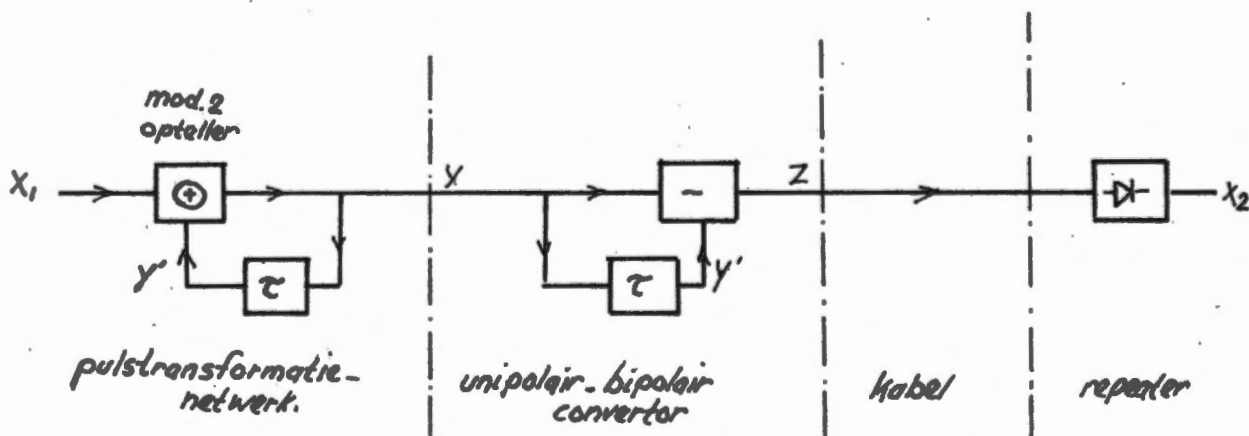 mod.2
opteller
X₁
⊕
y
~
z
X₂
y'
τ
τ
y'
pulstransformatie-
netwerk.
unipolair-bipolair
convertor
kabel
repeater